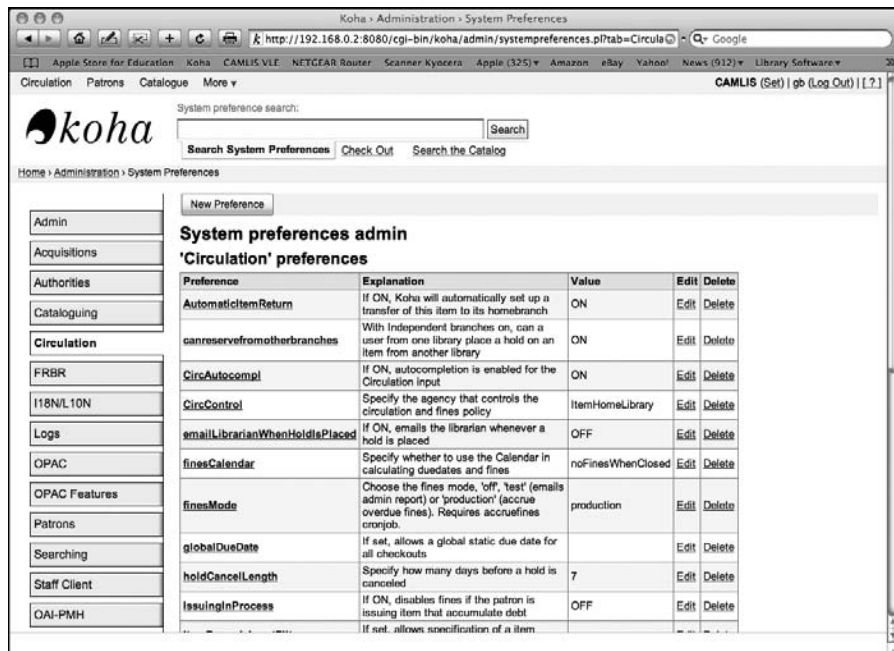 Koha › Administration › System Preferences
http://192.168.0.2:8080/cgi-bin/koha/admin/systempreferences.pl?tab=Circula
Google
Apple Store for Education Koha CAMLIS VLE NETGEAR Router Scanner Kyocera Apple (325) Amazon eBay Yahoo! News (912) Library Software
Circulation Patrons Catalogue More CAMLIS (Set) | gb (Log Out) | [ ? ]
koha
System preference search:
Search
Search System Preferences Check Out Search the Catalog
Home › Administration › System Preferences
New Preference
Admin
Acquisitions
Authorities
Cataloguing
Circulation
FRBR
I18N/L10N
Logs
OPAC
OPAC Features
Patrons
Searching
Staff Client
OAI-PMH
System preferences admin
'Circulation' preferences
Preference Explanation Value Edit Delete
AutomaticItemReturn If ON, Koha will automatically set up a transfer of this item to its homebranch ON Edit Delete
canreservefromotherbranches With Independent branches on, can a user from one library place a hold on an item from another library ON Edit Delete
CircAutocompl If ON, autocompletion is enabled for the Circulation input ON Edit Delete
CircControl Specify the agency that controls the circulation and fines policy ItemHomeLibrary Edit Delete
emailLibrarianWhenHoldIsPlaced If ON, emails the librarian whenever a hold is placed OFF Edit Delete
finesCalendar Specify whether to use the Calendar in calculating duedates and fines noFinesWhenClosed Edit Delete
finesMode Choose the fines mode, 'off', 'test' (emails admin report) or 'production' (accrue overdue fines). Requires accruefines cronjob. production Edit Delete
globalDueDate If set, allows a global static due date for all checkouts Edit Delete
holdCancelLength Specify how many days before a hold is canceled 7 Edit Delete
IssuingInProcess If ON, disables fines if the patron is issuing item that accumulate debt OFF Edit Delete
If set, allows specification of a item